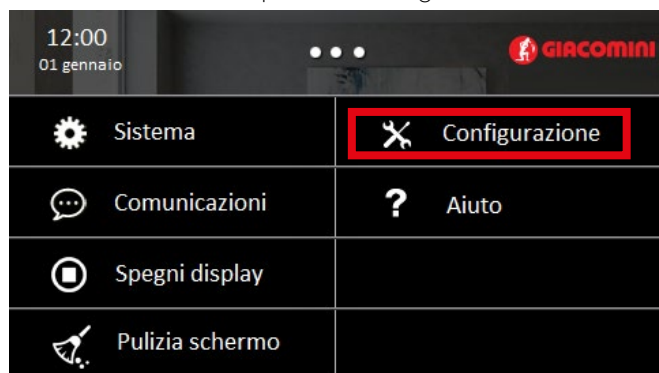 12:00
01 gennaio
GIACOMINI
Sistema
Configurazione
Comunicazioni
? Aiuto
Spegni display
Pulizia schermo